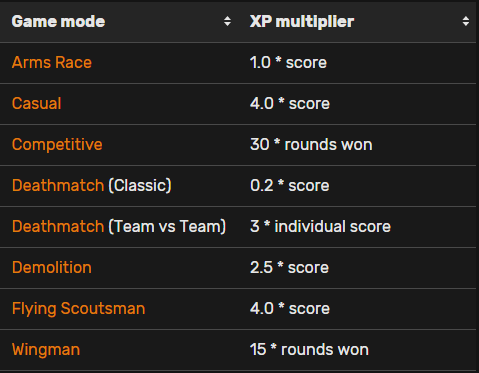 Game mode XP multiplier
Arms Race 1.0 * score
Casual 4.0 * score
Competitive 30 * rounds won
Deathmatch (Classic) 0.2 * score
Deathmatch (Team vs Team) 3 * individual score
Demolition 2.5 * score
Flying Scoutsman 4.0 * score
Wingman 15 * rounds won